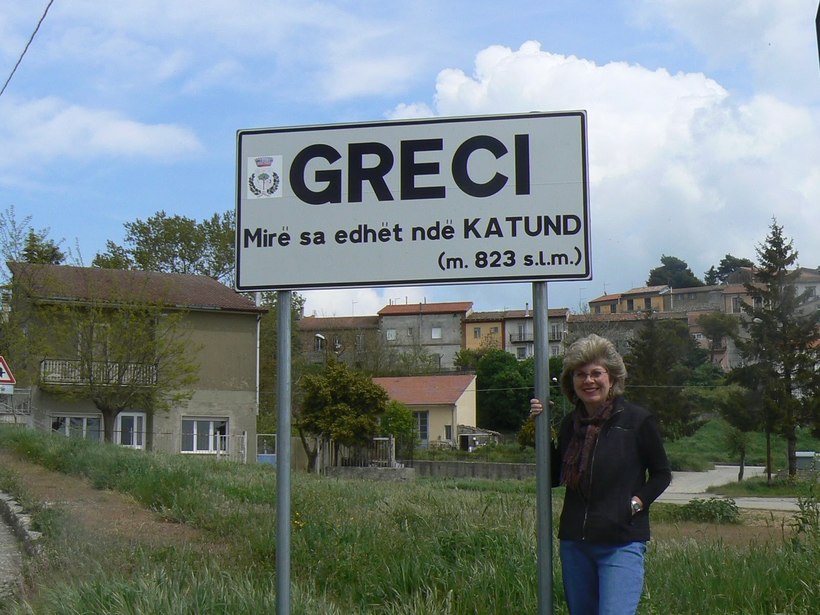 GRECI
Mirë sa edhët ndë KATUND
(m. 823 s.l.m.)